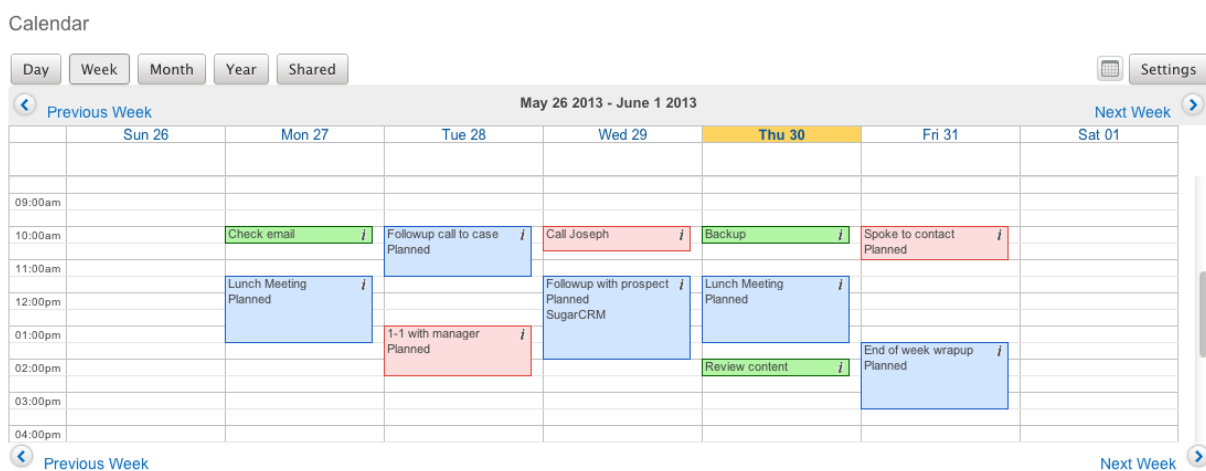 Calendar
Day Week Month Year Shared Settings
Previous Week May 26 2013 - June 1 2013 Next Week
Sun 26 Mon 27 Tue 28 Wed 29 Thu 30 Fri 31 Sat 01
09:00am
10:00am
Check email i
Followup call to case i
Planned
Call Joseph i
Backup i
Spoke to contact i
Planned
11:00am
Lunch Meeting i
Planned
Followup with prospect i
Planned
SugarCRM
Lunch Meeting i
Planned
12:00pm
01:00pm
1-1 with manager i
Planned
End of week wrapup i
Planned
02:00pm
Review content i
03:00pm
04:00pm
Previous Week Next Week